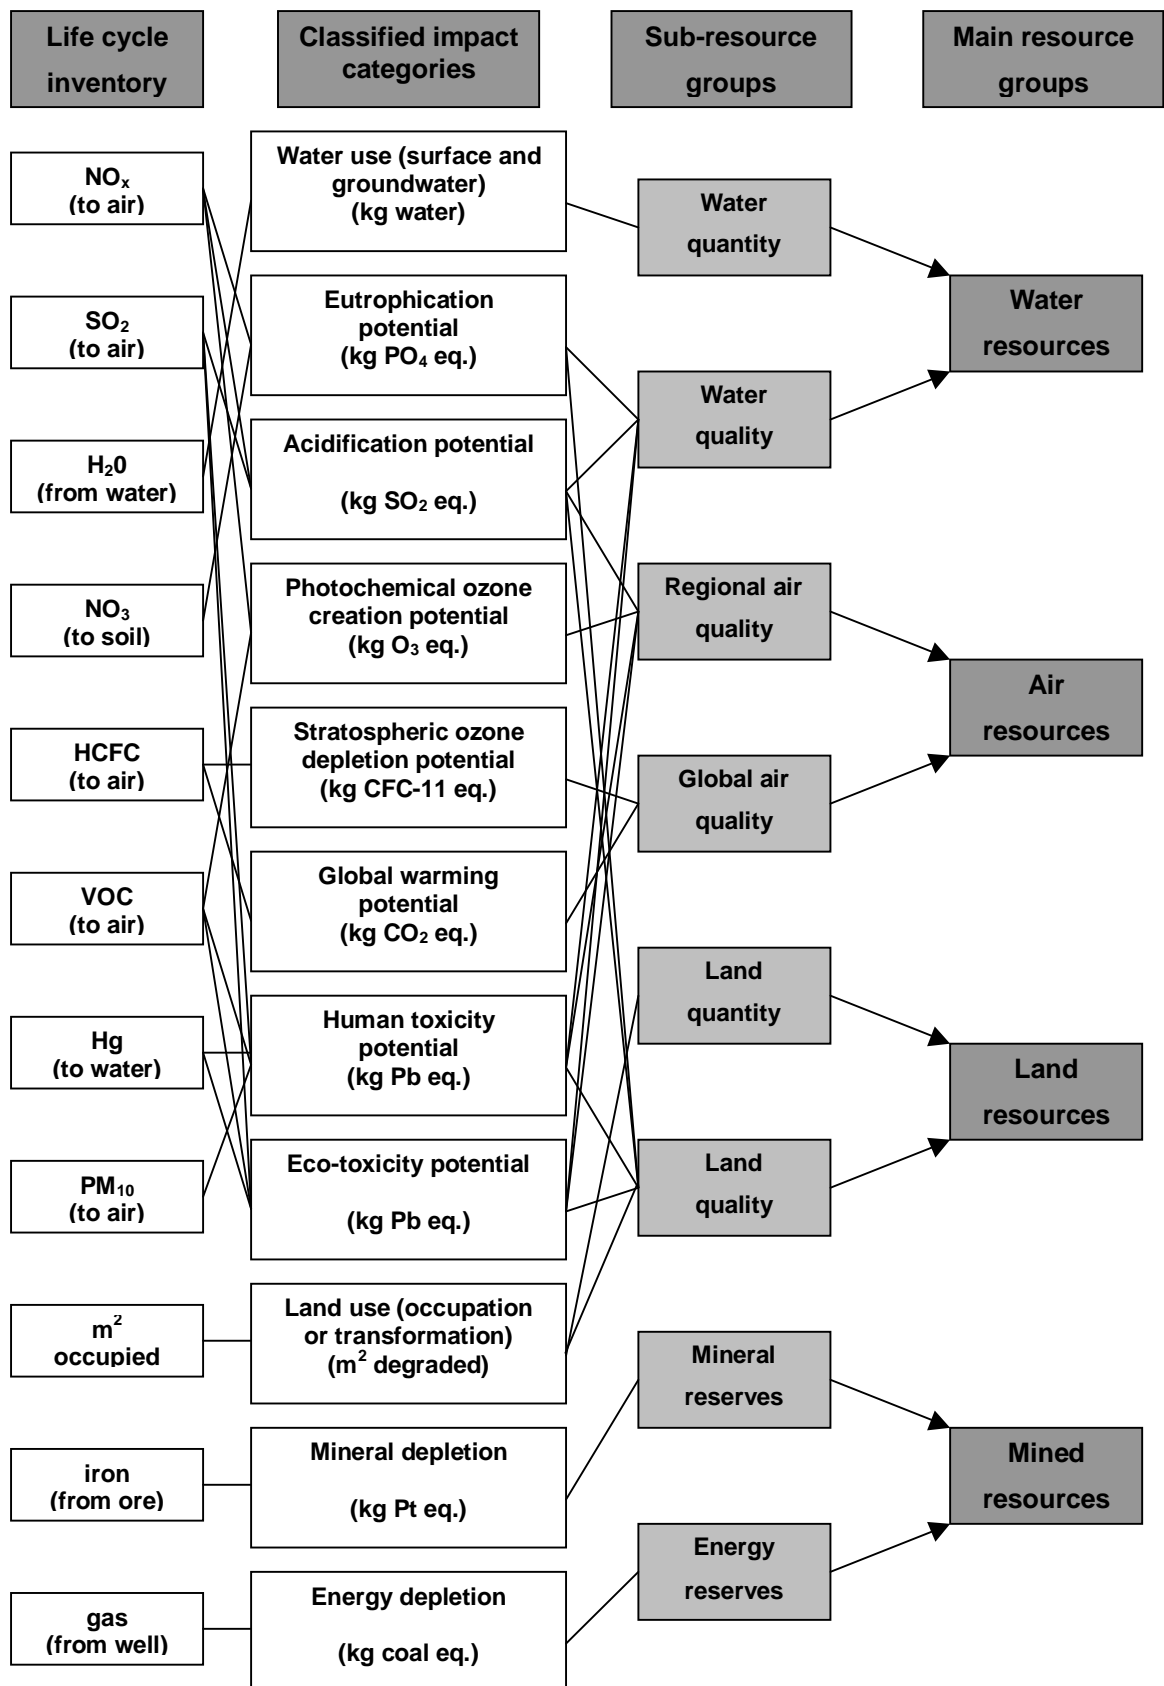 Life cycle
inventory
Classified impact
categories
Sub-resource
groups
Main resource
groups
NOₓ
(to air)
SO₂
(to air)
H₂0
(from water)
NO₃
(to soil)
HCFC
(to air)
VOC
(to air)
Hg
(to water)
PM₁₀
(to air)
m²
occupied
iron
(from ore)
gas
(from well)
Water use (surface and
groundwater)
(kg water)
Eutrophication
potential
(kg PO₄ eq.)
Acidification potential
(kg SO₂ eq.)
Photochemical ozone
creation potential
(kg O₃ eq.)
Stratospheric ozone
depletion potential
(kg CFC-11 eq.)
Global warming
potential
(kg CO₂ eq.)
Human toxicity
potential
(kg Pb eq.)
Eco-toxicity potential
(kg Pb eq.)
Land use (occupation
or transformation)
(m² degraded)
Mineral depletion
(kg Pt eq.)
Energy depletion
(kg coal eq.)
Water
quantity
Water
quality
Regional air
quality
Global air
quality
Land
quantity
Land
quality
Mineral
reserves
Energy
reserves
Water
resources
Air
resources
Land
resources
Mined
resources